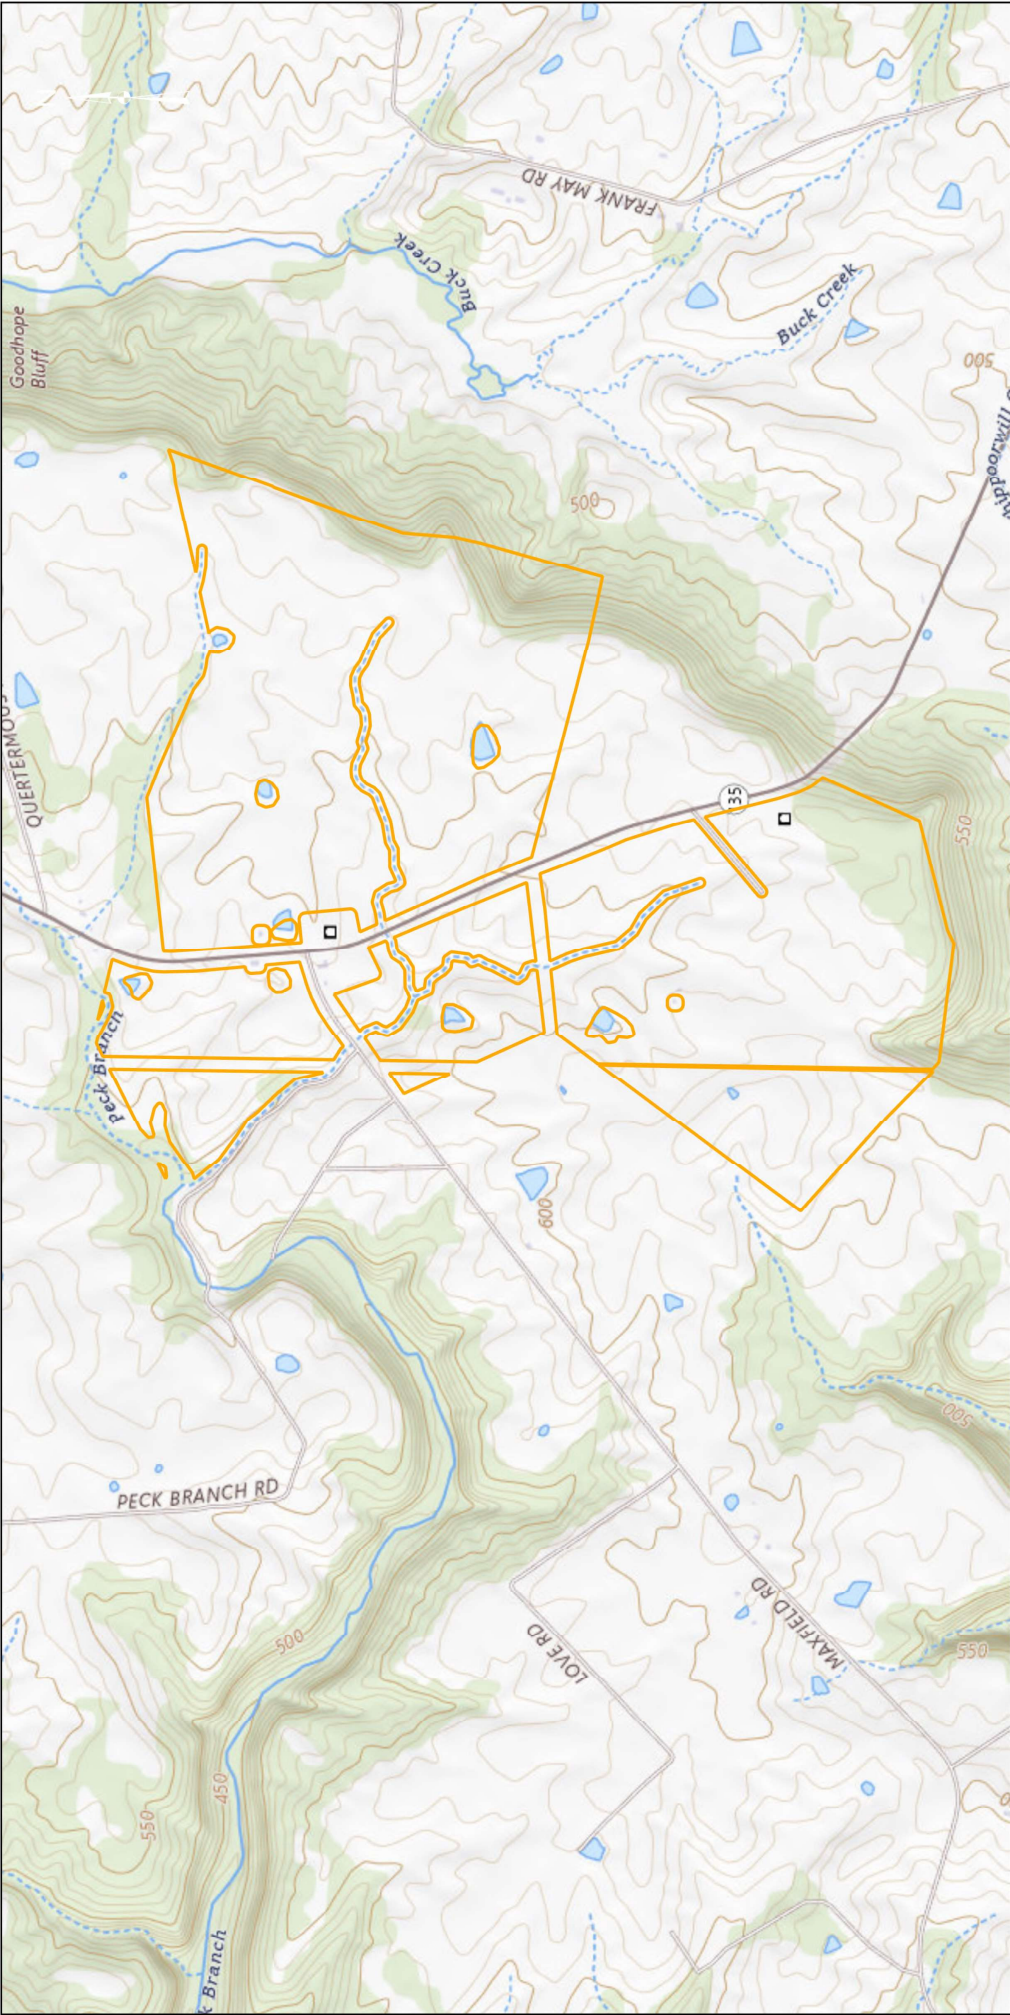 FRANK MAY RD
Buck Creek
Buck Creek
Goodhope
Bluff
500
500
35
QUERTERMOUS
550
Peck Branch
600
500
PECK BRANCH RD
LOVE RD
MAXFIELD RD
500
550
450
550
Branch